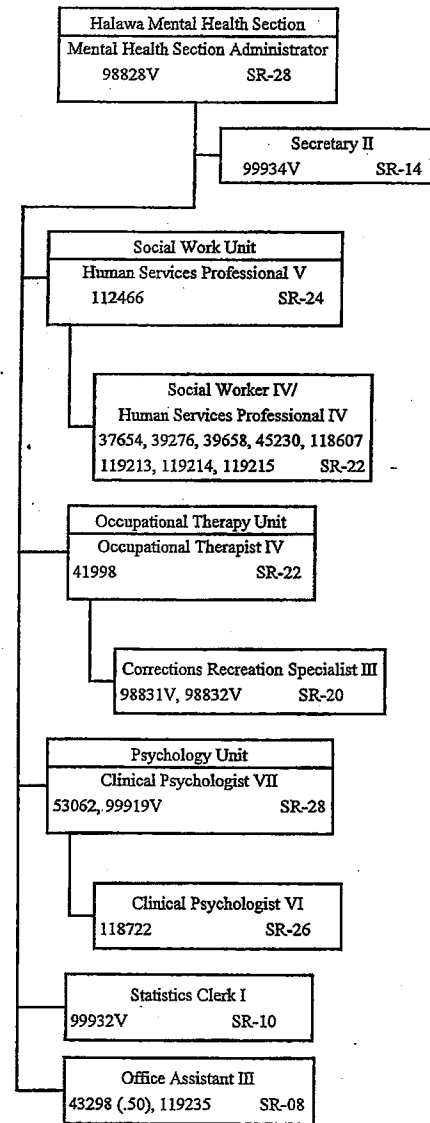 Halawa Mental Health Section
Mental Health Section Administrator
98828V SR-28
Secretary II
99934V SR-14
Social Work Unit
Human Services Professional V
112466 SR-24
Social Worker IV/
Human Services Professional IV
37654, 39276, 39658, 45230, 118607
119213, 119214, 119215 SR-22
Occupational Therapy Unit
Occupational Therapist IV
41998 SR-22
Corrections Recreation Specialist III
98831V, 98832V SR-20
Psychology Unit
Clinical Psychologist VII
53062, 99919V SR-28
Clinical Psychologist VI
118722 SR-26
Statistics Clerk I
99932V SR-10
Office Assistant III
43298 (.50), 119235 SR-08